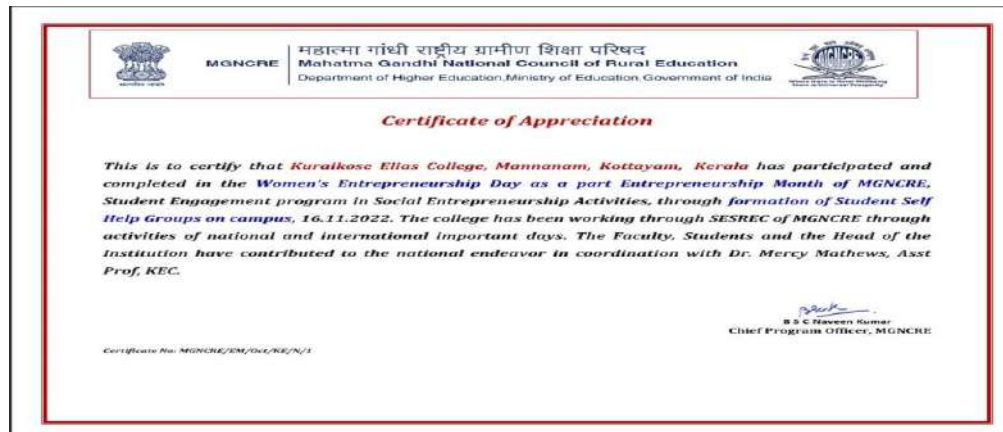 महात्मा गांधी राष्ट्रीय ग्रामीण शिक्षा परिषद
MGNCRE
Mahatma Gandhi National Council of Rural Education
Department of Higher Education, Ministry of Education, Government of India
MGNCRE
Certificate of Appreciation
This is to certify that Kuraikose Elias College, Mannanam, Kottayam, Kerala has participated and
completed in the Women's Entrepreneurship Day as a part Entrepreneurship Month of MGNCRE,
Student Engagement program in Social Entrepreneurship Activities, through formation of Student Self
Help Groups on campus, 16.11.2022. The college has been working through SESREC of MGNCRE through
activities of national and international important days. The Faculty, Students and the Head of the
Institution have contributed to the national endeavor in coordination with Dr. Mercy Mathews, Asst
Prof, KEC.
B S C Naveen Kumar
Chief Program Officer, MGNCRE
Certificate No: MGNCRE/EM/Oct/KE/N/1